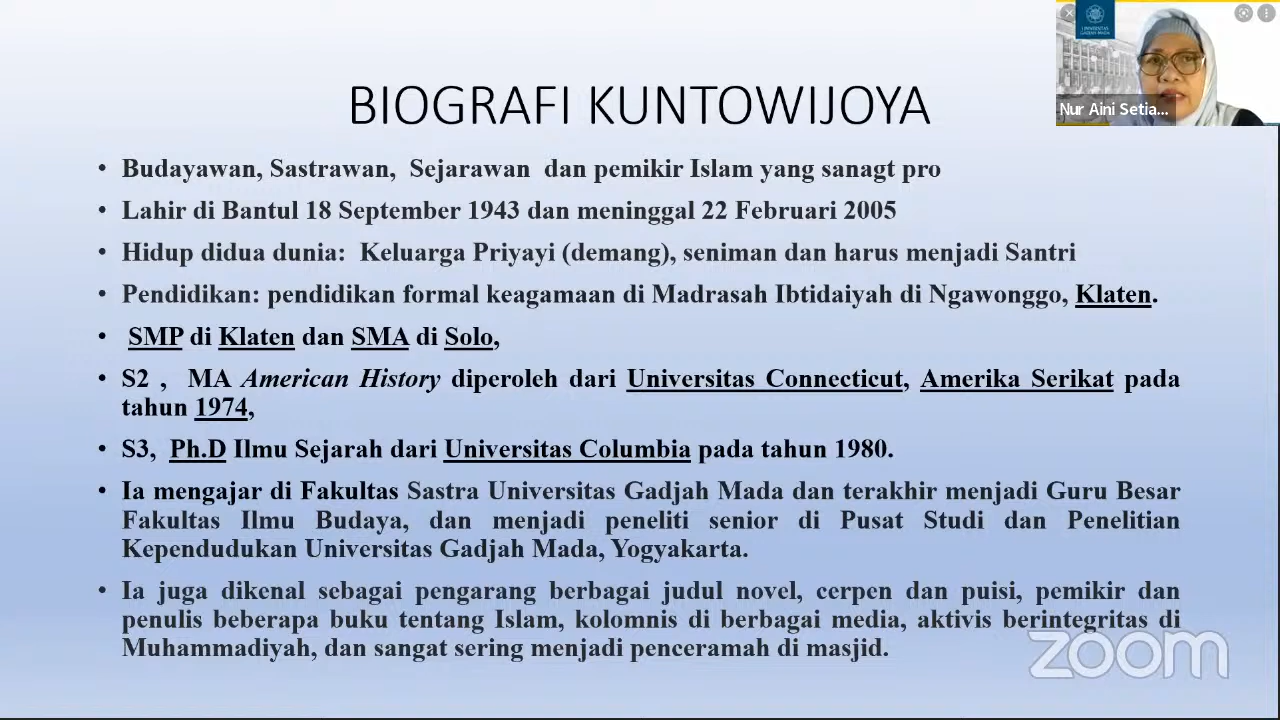 UNIVERSITAS
GADJAH MADA
Nur Aini Setia...
BIOGRAFI KUNTOWIJOYA
• Budayawan, Sastrawan, Sejarawan dan pemikir Islam yang sanagt pro
• Lahir di Bantul 18 September 1943 dan meninggal 22 Februari 2005
• Hidup didua dunia: Keluarga Priyayi (demang), seniman dan harus menjadi Santri
• Pendidikan: pendidikan formal keagamaan di Madrasah Ibtidaiyah di Ngawonggo, Klaten.
• SMP di Klaten dan SMA di Solo,
• S2 , MA American History diperoleh dari Universitas Connecticut, Amerika Serikat pada
tahun 1974,
• S3, Ph.D Ilmu Sejarah dari Universitas Columbia pada tahun 1980.
• Ia mengajar di Fakultas Sastra Universitas Gadjah Mada dan terakhir menjadi Guru Besar
Fakultas Ilmu Budaya, dan menjadi peneliti senior di Pusat Studi dan Penelitian
Kependudukan Universitas Gadjah Mada, Yogyakarta.
• Ia juga dikenal sebagai pengarang berbagai judul novel, cerpen dan puisi, pemikir dan
penulis beberapa buku tentang Islam, kolomnis di berbagai media, aktivis berintegritas di
Muhammadiyah, dan sangat sering menjadi penceramah di masjid.
zoom